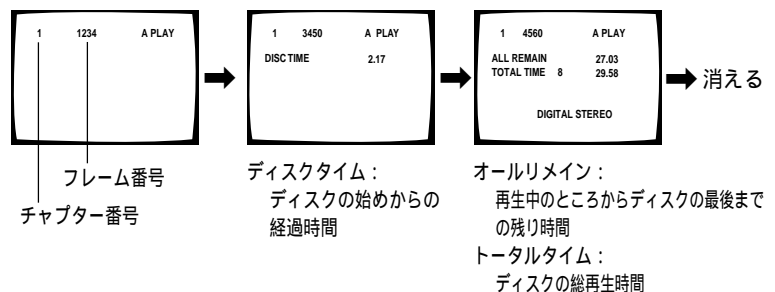 1 1234 A PLAY
フレーム番号
チャプター番号
1 3450 A PLAY
DISC TIME 2.17
ディスクタイム：
ディスクの始めからの
経過時間
1 4560 A PLAY
ALL REMAIN 27.03
TOTAL TIME 8 29.58
DIGITAL STEREO
消える
オールリメイン：
再生中のところからディスクの最後まで
の残り時間
トータルタイム：
ディスクの総再生時間